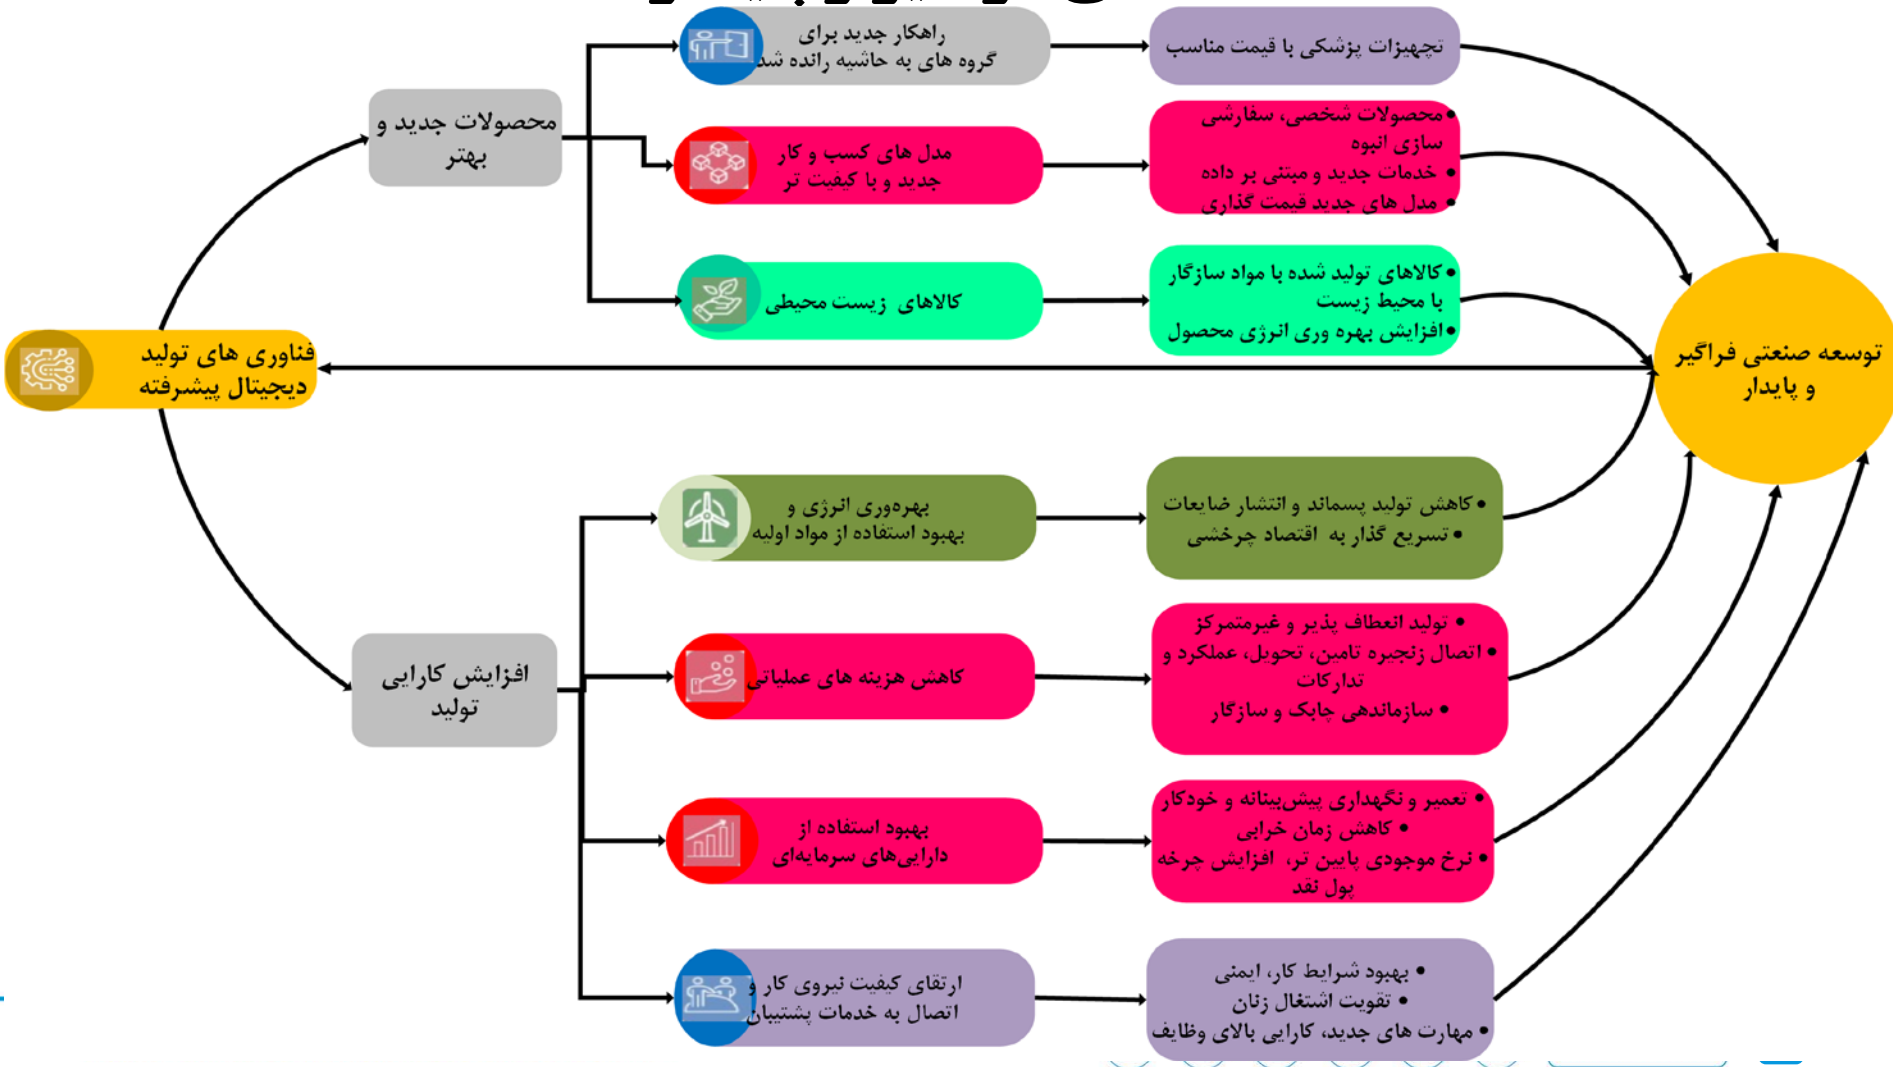 راهکار جدید برای
گروه های به حاشیه رانده شد
تجهیزات پزشکی با قیمت مناسب
محصولات جدید و
بهتر
مدل های کسب و کار
جدید و با کیفیت تر
•محصولات شخصی، سفارشی
سازی انبوه
• خدمات جدید و مبتنی بر داده
• مدل های جدید قیمت گذاری
کالاهای زیست محیطی
•کالاهای تولید شده با مواد سازگار
با محیط زیست
•افزایش بهره وری انرژی محصول
فناوری های تولید
دیجیتال پیشرفته
توسعه صنعتی فراگیر
و پایدار
بهره‌وری انرژی و
بهبود استفاده از مواد اولیه
• کاهش تولید پسماند و انتشار ضایعات
• تسریع گذار به اقتصاد چرخشی
افزایش کارایی
تولید
کاهش هزینه های عملیاتی
• تولید انعطاف پذیر و غیرمتمرکز
• اتصال زنجیره تامین، تحویل، عملکرد و
تدارکات
• سازماندهی چابک و سازگار
بهبود استفاده از
دارایی‌های سرمایه‌ای
• تعمیر و نگهداری پیش‌بینانه و خودکار
• کاهش زمان خرابی
• نرخ موجودی پایین تر، افزایش چرخه
پول نقد
ارتقای کیفیت نیروی کار و
اتصال به خدمات پشتیبان
• بهبود شرایط کار، ایمنی
• تقویت اشتغال زنان
• مهارت های جدید، کارایی بالای وظایف